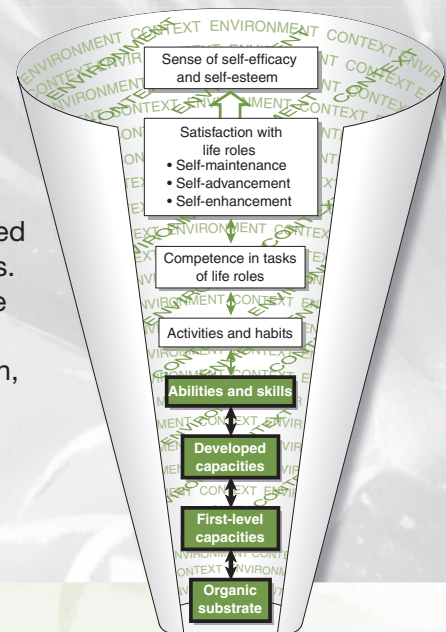 ENVIRONMENT CONTEXT ENVIRONMENT CONTEXT ENVIRONMENT
Sense of self-efficacy
and self-esteem
Satisfaction with
life roles
• Self-maintenance
• Self-advancement
• Self-enhancement
ed
s.
e
n,
Competence in tasks
of life roles
Activities and habits
Abilities and skills
Developed
capacities
First-level
capacities
Organic
substrate